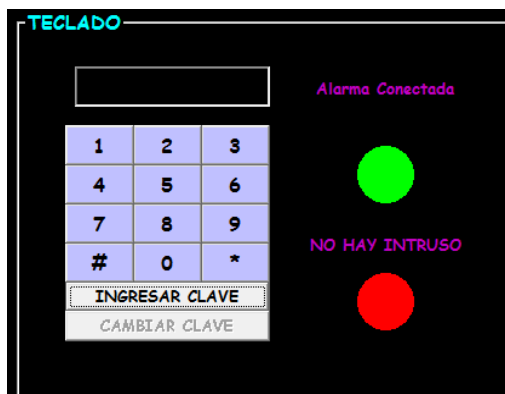 TECLADO
Alarma Conectada
1 2 3
4 5 6
7 8 9
NO HAY INTRUSO
# 0 *
INGRESAR CLAVE
CAMBIAR CLAVE